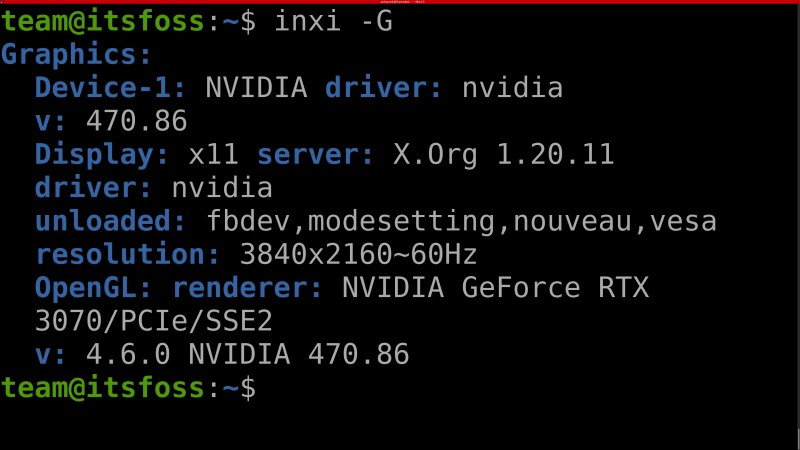 team@itsfoss:~$ inxi -G
Graphics:
Device-1: NVIDIA driver: nvidia
v: 470.86
Display: x11 server: X.Org 1.20.11
driver: nvidia
unloaded: fbdev,modesetting,nouveau,vesa
resolution: 3840x2160~60Hz
OpenGL: renderer: NVIDIA GeForce RTX
3070/PCIe/SSE2
v: 4.6.0 NVIDIA 470.86
team@itsfoss:~$